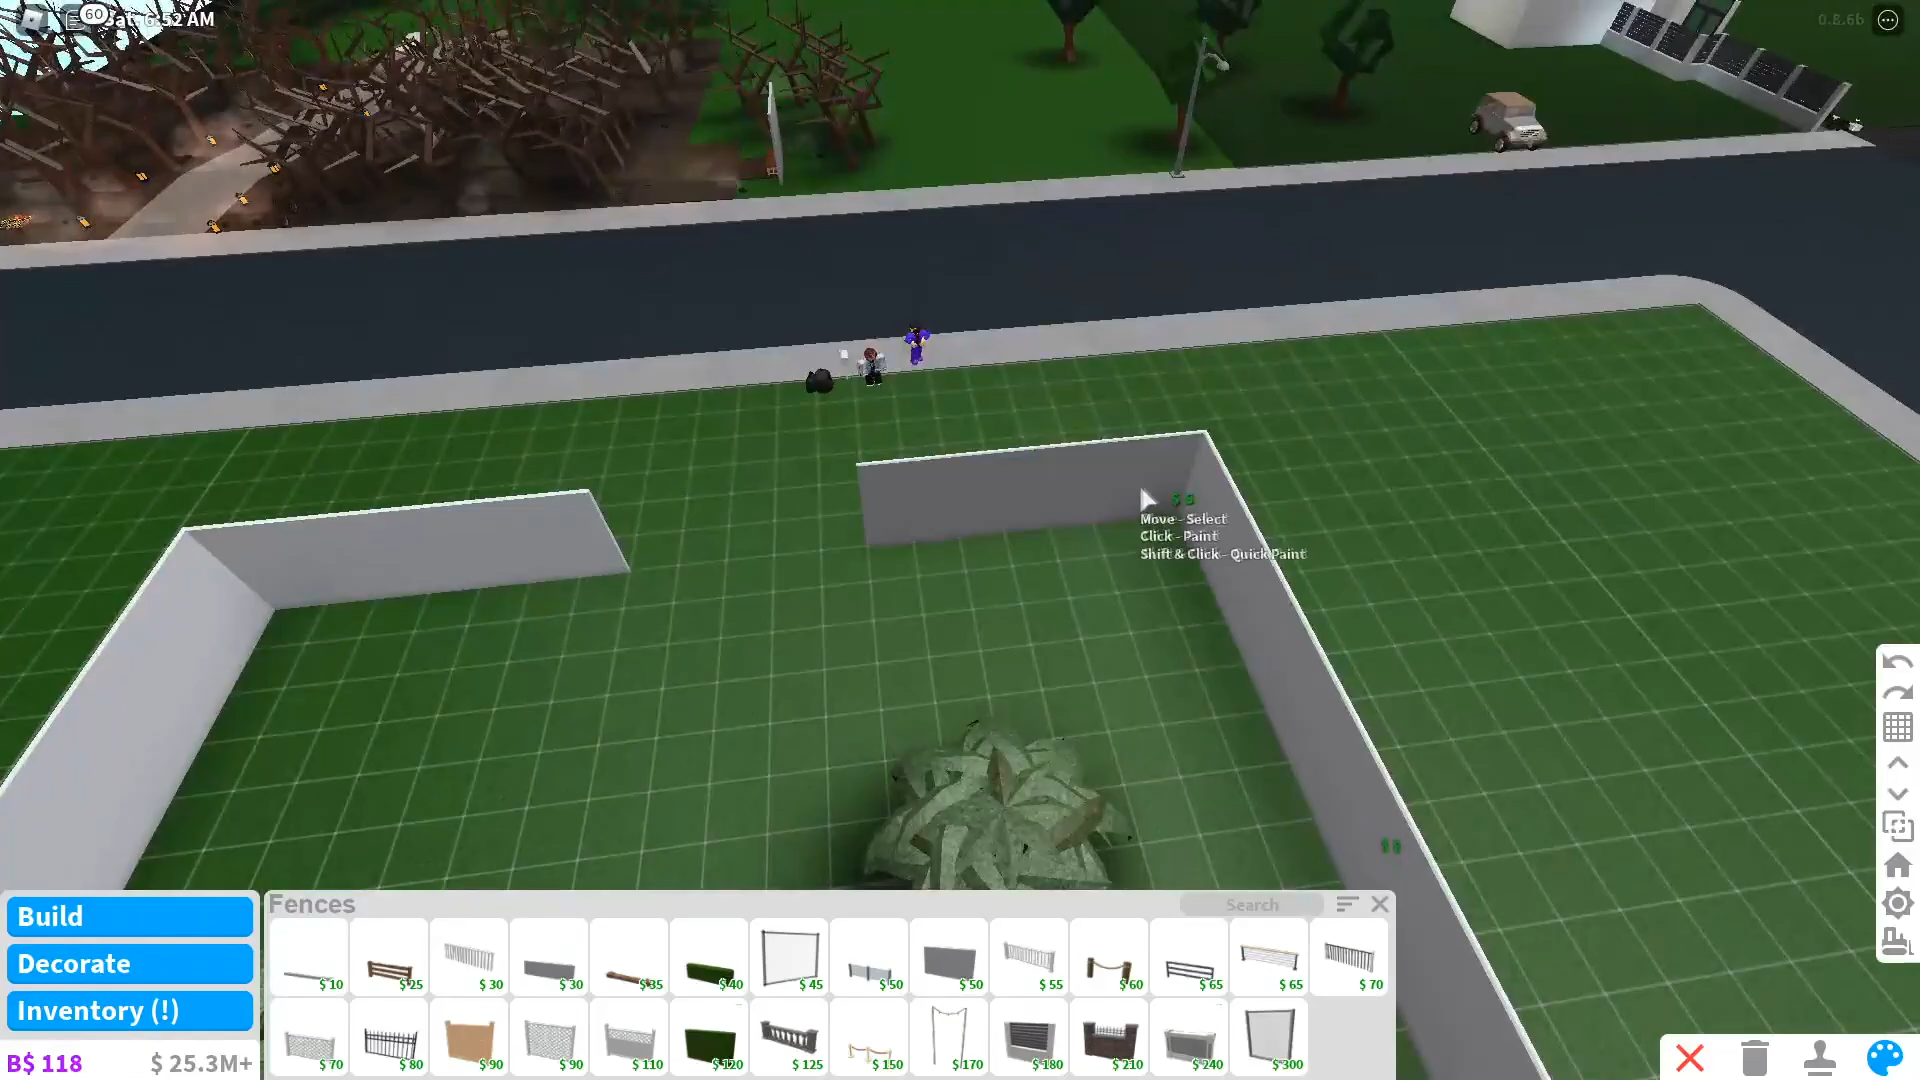 60
Sat. 6:52 AM
0.8.6b
$ 9
Move - Select
Click - Paint
Shift & Click - Quick Paint
Build
Decorate
Inventory (!)
B$ 118
$ 25.3M+
Fences
Search
$ 10
$ 25
$ 30
$ 30
$ 35
$ 40
$ 45
$ 50
$ 50
$ 55
$ 60
$ 65
$ 65
$ 70
$ 70
$ 80
$ 90
$ 90
$ 110
$ 120
$ 125
$ 150
$ 170
$ 180
$ 210
$ 240
$ 300